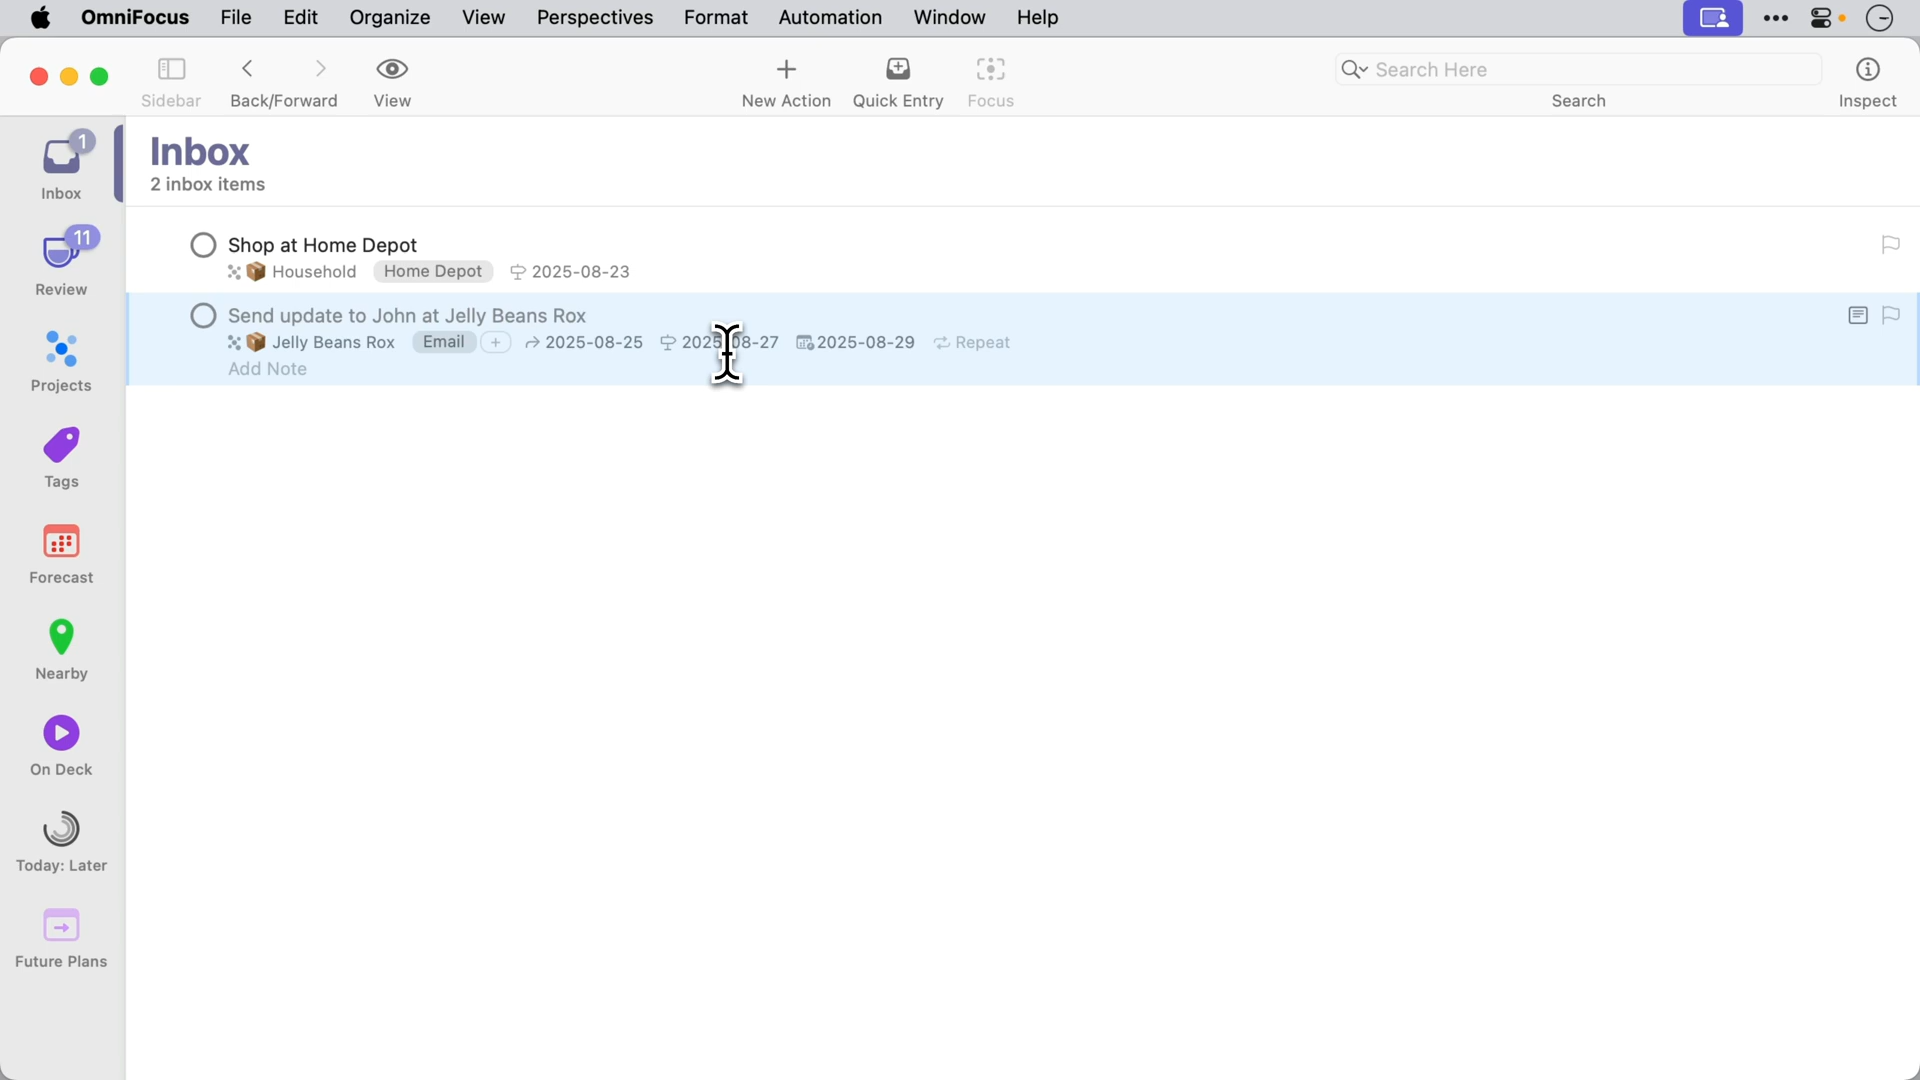 OmniFocus File Edit Organize View Perspectives Format Automation Window Help
Search Here
Sidebar Back/Forward View New Action Quick Entry Focus Search Inspect
1
Inbox
11
Review
Projects
Tags
Forecast
Nearby
On Deck
Today: Later
Future Plans
Inbox
2 inbox items
Shop at Home Depot
Household Home Depot 2025-08-23
Send update to John at Jelly Beans Rox
Jelly Beans Rox Email + 2025-08-25 2025-08-27 2025-08-29 Repeat
Add Note